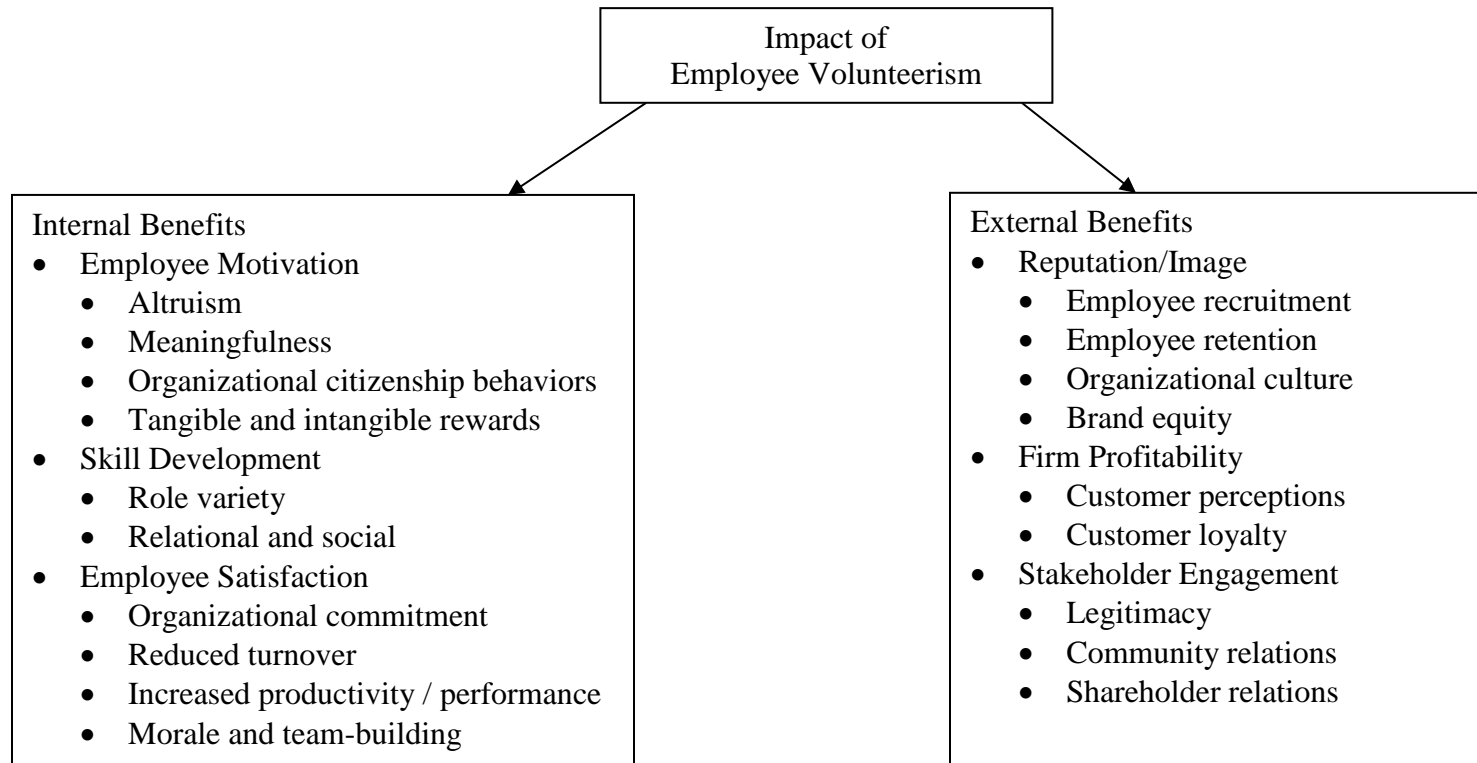 Impact of
Employee Volunteerism
Internal Benefits
• Employee Motivation
• Altruism
• Meaningfulness
• Organizational citizenship behaviors
• Tangible and intangible rewards
• Skill Development
• Role variety
• Relational and social
• Employee Satisfaction
• Organizational commitment
• Reduced turnover
• Increased productivity / performance
• Morale and team-building
External Benefits
• Reputation/Image
• Employee recruitment
• Employee retention
• Organizational culture
• Brand equity
• Firm Profitability
• Customer perceptions
• Customer loyalty
• Stakeholder Engagement
• Legitimacy
• Community relations
• Shareholder relations